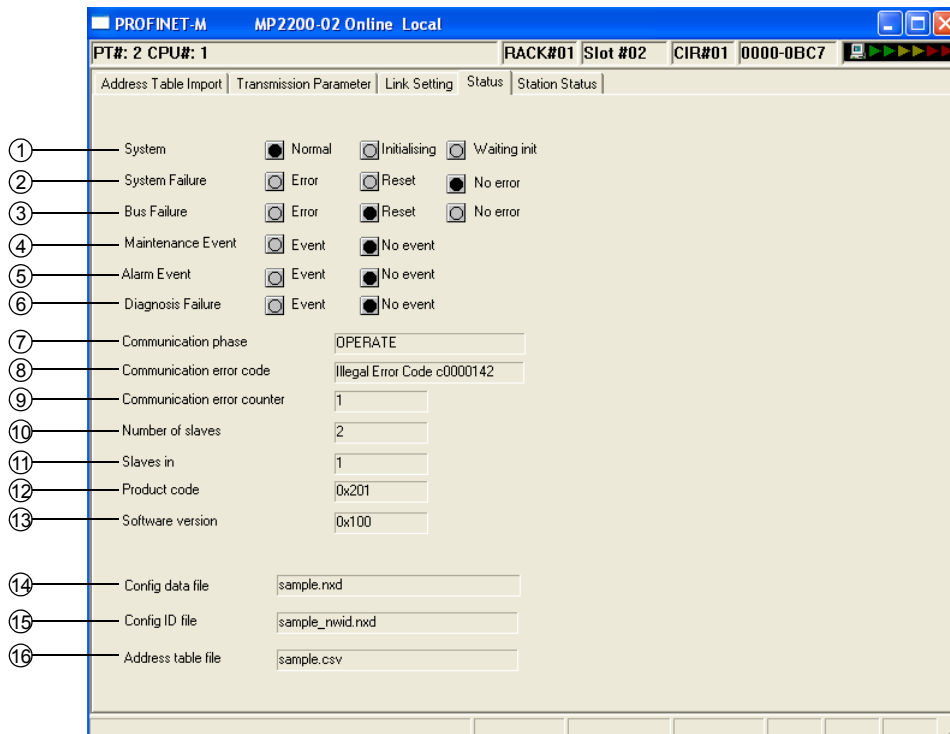 PROFINET-M MP2200-02 Online Local
PT#: 2 CPU#: 1 RACK#01 Slot #02 CIR#01 0000-0BC7
Address Table Import Transmission Parameter Link Setting Status Station Status
1 System Normal Initialising Waiting init
2 System Failure Error Reset No error
3 Bus Failure Error Reset No error
4 Maintenance Event Event No event
5 Alarm Event Event No event
6 Diagnosis Failure Event No event
7 Communication phase OPERATE
8 Communication error code Illegal Error Code c0000142
9 Communication error counter 1
10 Number of slaves 2
11 Slaves in 1
12 Product code 0x201
13 Software version 0x100
14 Config data file sample.nxd
15 Config ID file sample_nwid.nxd
16 Address table file sample.csv